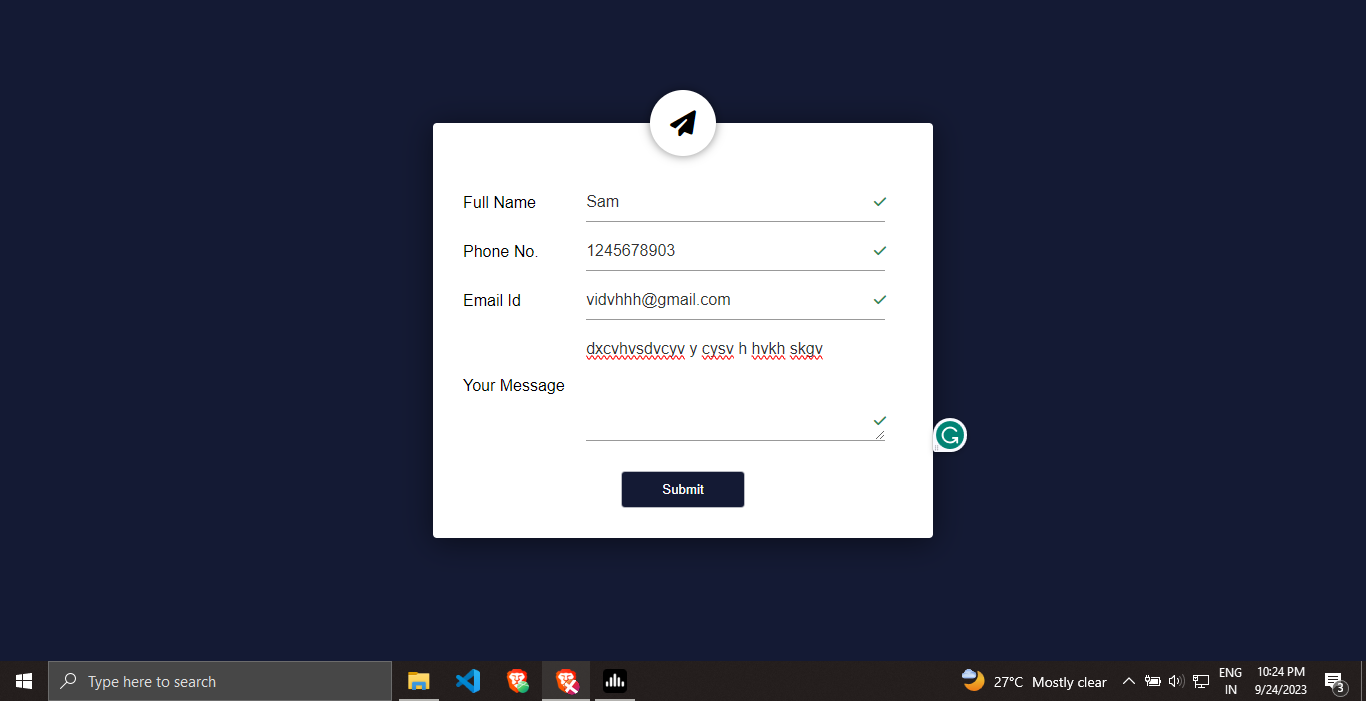 Full Name Sam
Phone No. 1245678903
Email Id vidvhhh@gmail.com
dxcvhvsdvcyv y cysv h hvkh skgv
Your Message
Submit
Type here to search
27°C Mostly clear
ENG
IN
10:24 PM
9/24/2023
3